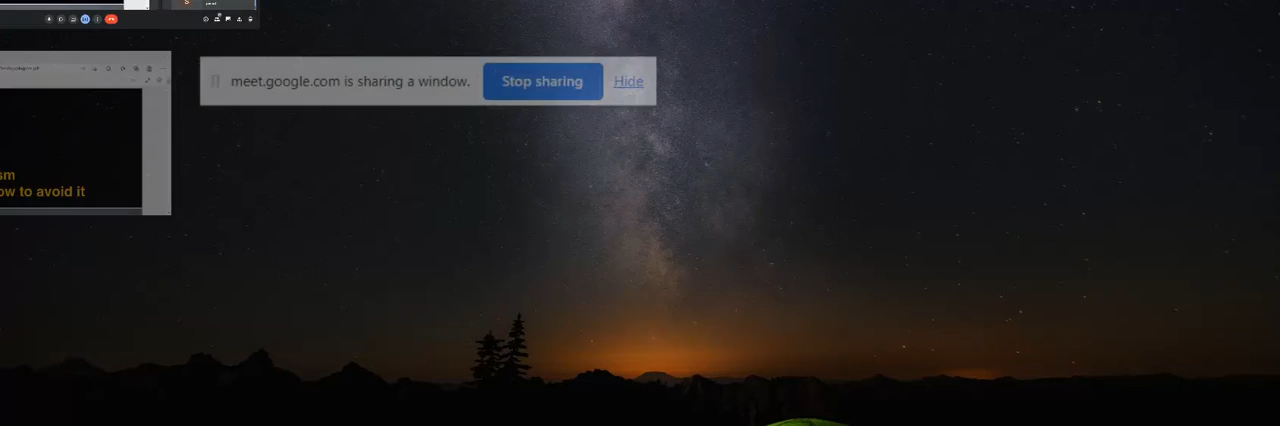 meet.google.com is sharing a window. Stop sharing Hide
sm
ow to avoid it